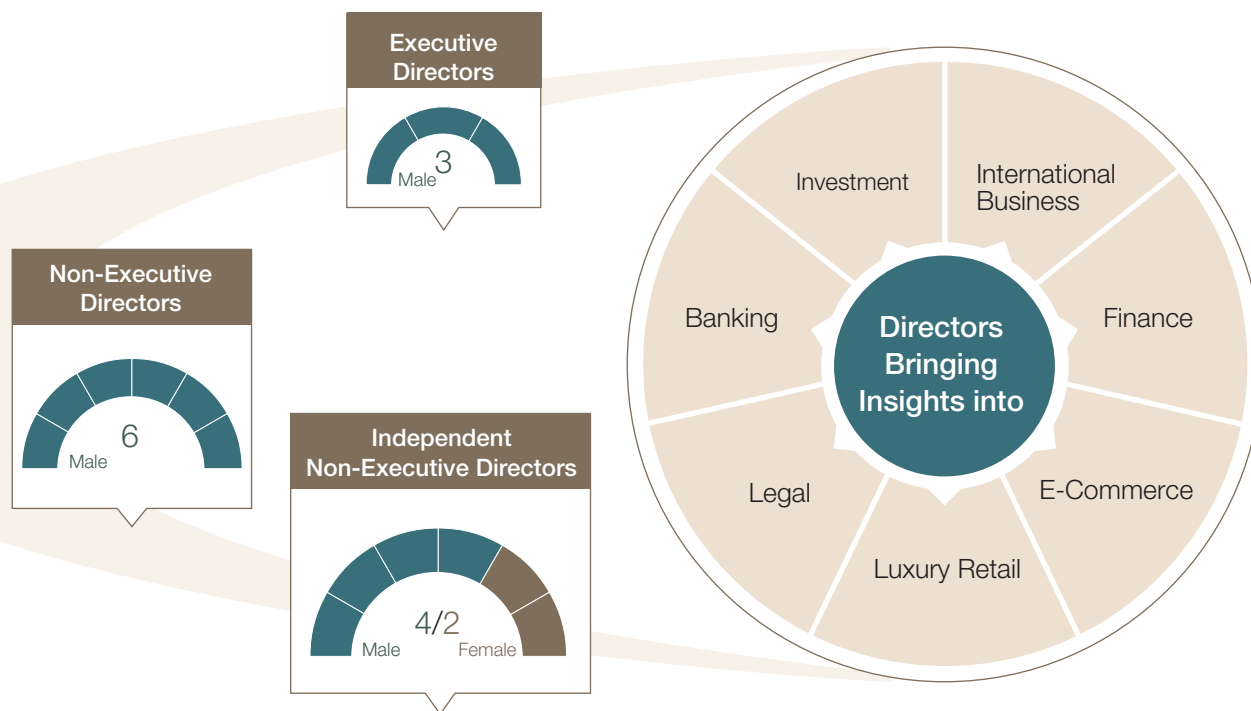 Executive
Directors
3
Male
Non-Executive
Directors
6
Male
Independent
Non-Executive Directors
4/2
Male Female
Investment
International
Business
Banking
Finance
Directors
Bringing
Insights into
Legal
E-Commerce
Luxury Retail